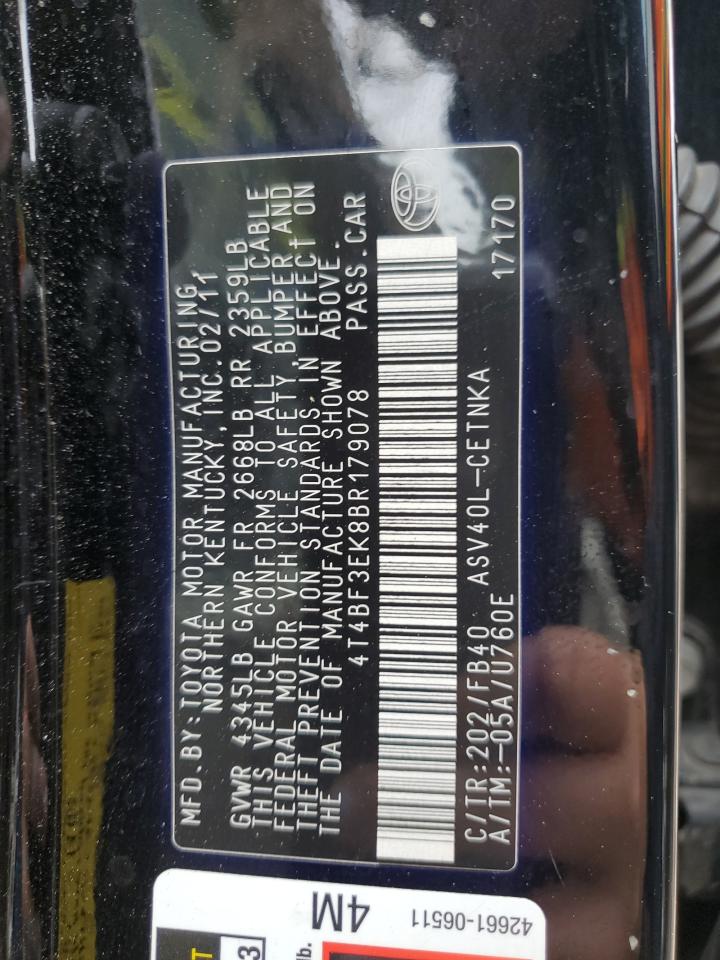 MFD. BY: TOYOTA MOTOR MANUFACTURING,
NORTHERN KENTUCKY, INC. 02/11
GVWR 4345LB GAWR FR 2668LB RR 2359LB
THIS VEHICLE CONFORMS TO ALL APPLICABLE
FEDERAL MOTOR VEHICLE SAFETY, BUMPER AND
THEFT PREVENTION STANDARDS IN EFFECT ON
THE DATE OF MANUFACTURE SHOWN ABOVE.
4T4BF3EK8BR179078 PASS. CAR
C/TR: 202/FB40 ASV40L-CETNKA 17170
A/TM: -05A/U760E
4M
42661-06511
3
lb.